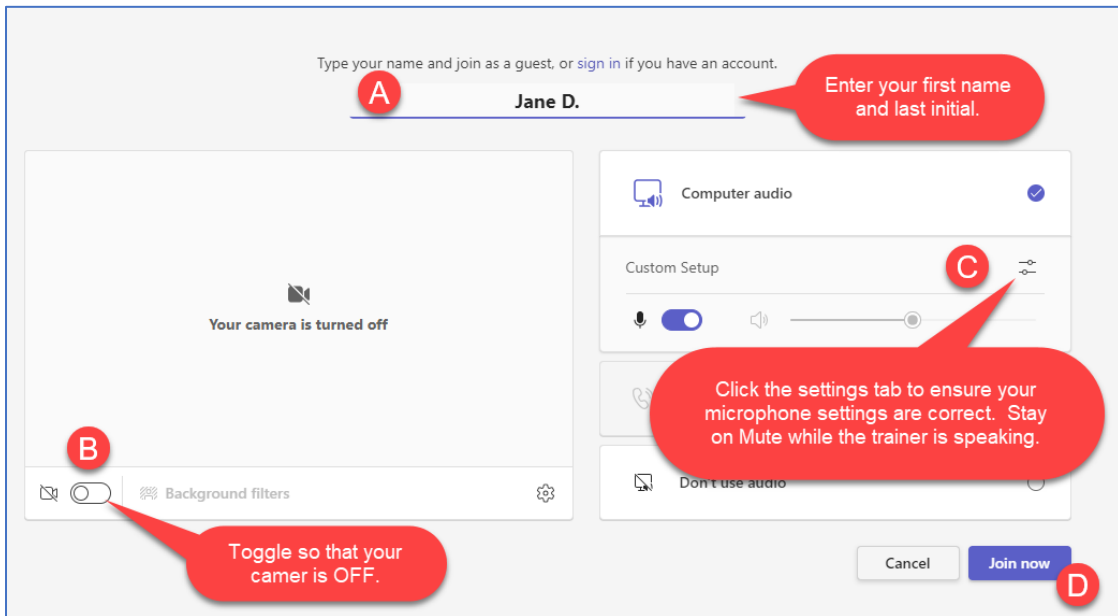 Type your name and join as a guest, or sign in if you have an account.
A
Jane D.
Enter your first name
and last initial.
Computer audio
Custom Setup
C
Your camera is turned off
Click the settings tab to ensure your
microphone settings are correct. Stay
on Mute while the trainer is speaking.
B
Background filters
Don't use audio
Toggle so that your
camer is OFF.
Cancel
Join now
D